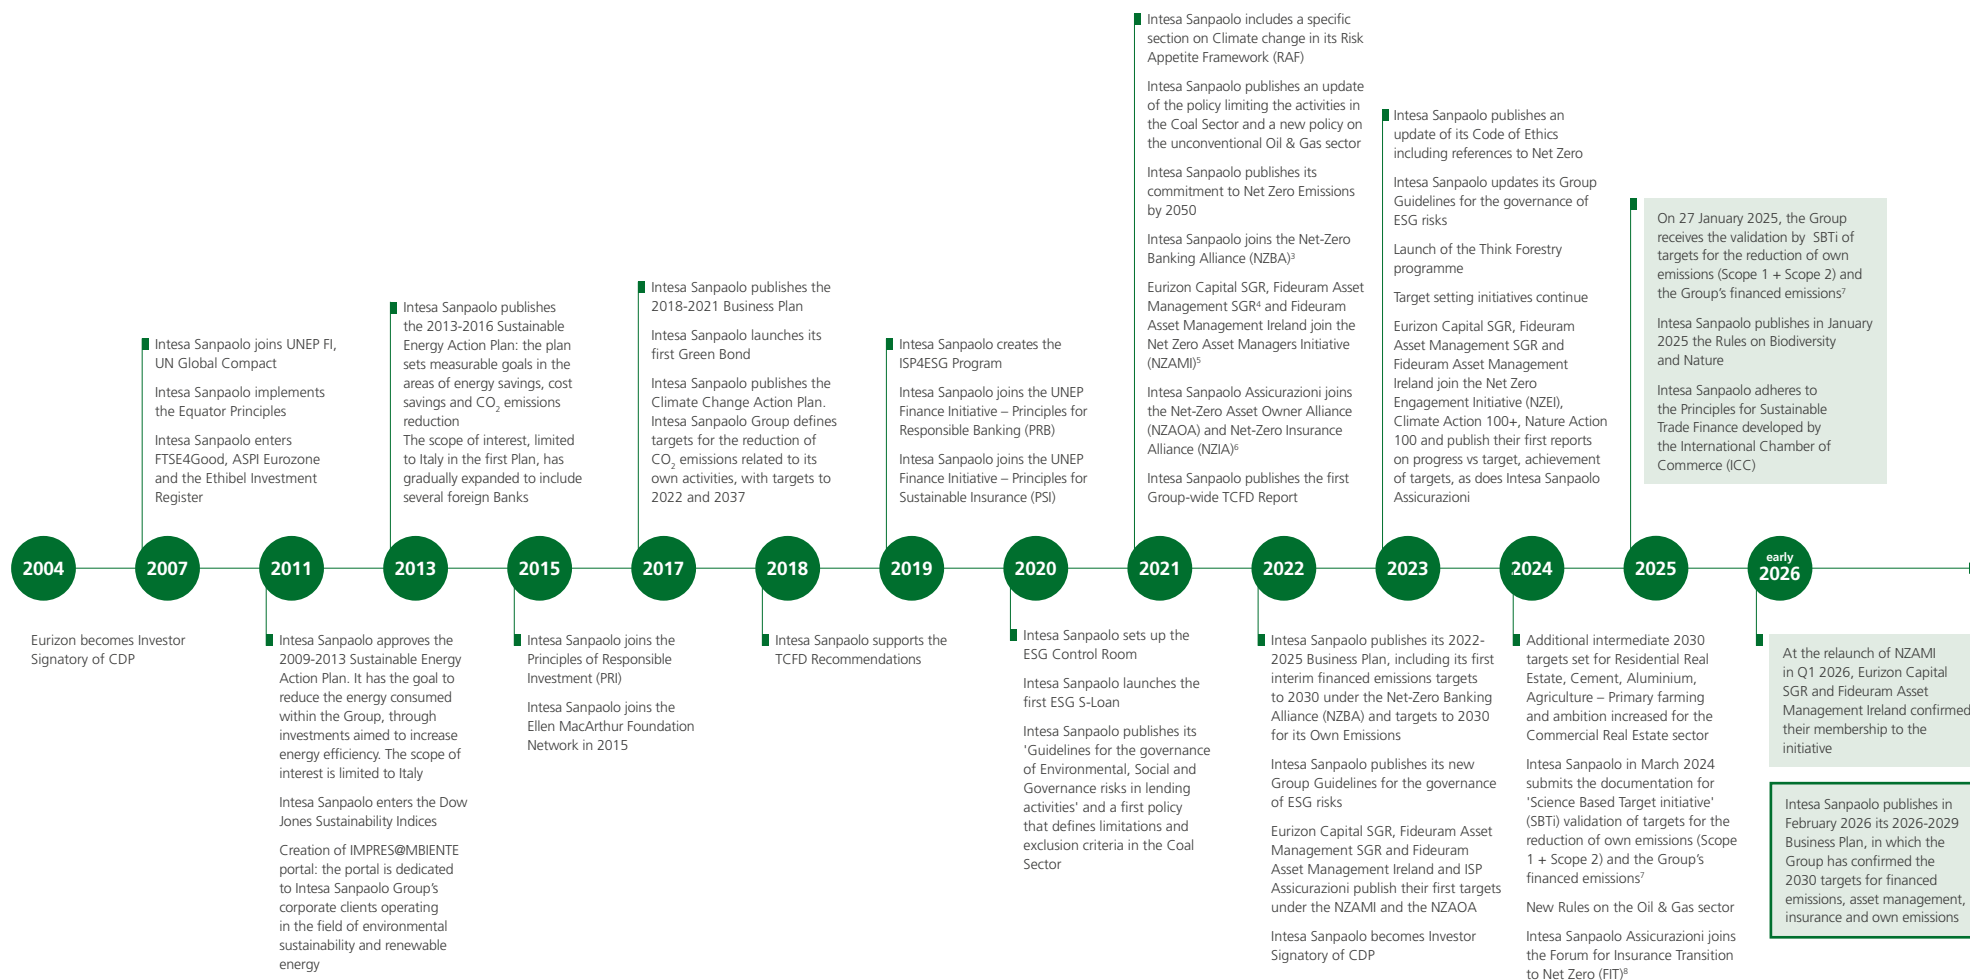 2004
Eurizon becomes Investor
Signatory of CDP
2007
Intesa Sanpaolo joins UNEP FI,
UN Global Compact
Intesa Sanpaolo implements
the Equator Principles
Intesa Sanpaolo enters
FTSE4Good, ASPI Eurozone
and the Ethibel Investment
Register
2011
Intesa Sanpaolo approves the
2009-2013 Sustainable Energy
Action Plan. It has the goal to
reduce the energy consumed
within the Group, through
investments aimed to increase
energy efficiency. The scope of
interest is limited to Italy
Intesa Sanpaolo enters the Dow
Jones Sustainability Indices
Creation of IMPRES@MBIENTE
portal: the portal is dedicated
to Intesa Sanpaolo Group's
corporate clients operating
in the field of environmental
sustainability and renewable
energy
2013
Intesa Sanpaolo publishes
the 2013-2016 Sustainable
Energy Action Plan: the plan
sets measurable goals in the
areas of energy savings, cost
savings and CO₂ emissions
reduction
The scope of interest, limited
to Italy in the first Plan, has
gradually expanded to include
several foreign Banks
2015
Intesa Sanpaolo joins the
Principles of Responsible
Investment (PRI)
Intesa Sanpaolo joins the
Ellen MacArthur Foundation
Network in 2015
2017
Intesa Sanpaolo publishes the
2018-2021 Business Plan
Intesa Sanpaolo launches its
first Green Bond
Intesa Sanpaolo publishes the
Climate Change Action Plan.
Intesa Sanpaolo Group defines
targets for the reduction of
CO₂ emissions related to its
own activities, with targets to
2022 and 2037
2018
Intesa Sanpaolo supports the
TCFD Recommendations
2019
Intesa Sanpaolo creates the
ISP4ESG Program
Intesa Sanpaolo joins the UNEP
Finance Initiative – Principles for
Responsible Banking (PRB)
Intesa Sanpaolo joins the UNEP
Finance Initiative – Principles for
Sustainable Insurance (PSI)
2020
Intesa Sanpaolo sets up the
ESG Control Room
Intesa Sanpaolo launches the
first ESG S-Loan
Intesa Sanpaolo publishes its
'Guidelines for the governance
of Environmental, Social and
Governance risks in lending
activities' and a first policy
that defines limitations and
exclusion criteria in the Coal
Sector
2021
Intesa Sanpaolo includes a specific
section on Climate change in its Risk
Appetite Framework (RAF)
Intesa Sanpaolo publishes an update
of the policy limiting the activities in
the Coal Sector and a new policy on
the unconventional Oil & Gas sector
Intesa Sanpaolo publishes its
commitment to Net Zero Emissions
by 2050
Intesa Sanpaolo joins the Net-Zero
Banking Alliance (NZBA)³
Eurizon Capital SGR, Fideuram Asset
Management SGR⁴ and Fideuram
Asset Management Ireland join the
Net Zero Asset Managers Initiative
(NZAMI)⁵
Intesa Sanpaolo Assicurazioni joins
the Net-Zero Asset Owner Alliance
(NZAOA) and Net-Zero Insurance
Alliance (NZIA)⁶
Intesa Sanpaolo publishes the first
Group-wide TCFD Report
2022
Intesa Sanpaolo publishes its 2022-
2025 Business Plan, including its first
interim financed emissions targets
to 2030 under the Net-Zero Banking
Alliance (NZBA) and targets to 2030
for its Own Emissions
Intesa Sanpaolo publishes its new
Group Guidelines for the governance
of ESG risks
Eurizon Capital SGR, Fideuram Asset
Management SGR and Fideuram
Asset Management Ireland and ISP
Assicurazioni publish their first targets
under the NZAMI and the NZAOA
Intesa Sanpaolo becomes Investor
Signatory of CDP
2023
Intesa Sanpaolo publishes an
update of its Code of Ethics
including references to Net Zero
Intesa Sanpaolo updates its Group
Guidelines for the governance of
ESG risks
Launch of the Think Forestry
programme
Target setting initiatives continue
Eurizon Capital SGR, Fideuram
Asset Management SGR and
Fideuram Asset Management
Ireland join the Net Zero
Engagement Initiative (NZEI),
Climate Action 100+, Nature Action
100 and publish their first reports
on progress vs target, achievement
of targets, as does Intesa Sanpaolo
Assicurazioni
2024
Additional intermediate 2030
targets set for Residential Real
Estate, Cement, Aluminium,
Agriculture – Primary farming
and ambition increased for the
Commercial Real Estate sector
Intesa Sanpaolo in March 2024
submits the documentation for
'Science Based Target initiative'
(SBTi) validation of targets for the
reduction of own emissions (Scope
1 + Scope 2) and the Group's
financed emissions⁷
New Rules on the Oil & Gas sector
Intesa Sanpaolo Assicurazioni joins
the Forum for Insurance Transition
to Net Zero (FIT)⁸
2025
On 27 January 2025, the Group
receives the validation by SBTi of
targets for the reduction of own
emissions (Scope 1 + Scope 2) and
the Group's financed emissions⁷
Intesa Sanpaolo publishes in January
2025 the Rules on Biodiversity
and Nature
Intesa Sanpaolo adheres to
the Principles for Sustainable
Trade Finance developed by
the International Chamber of
Commerce (ICC)
early
2026
At the relaunch of NZAMI
in Q1 2026, Eurizon Capital
SGR and Fideuram Asset
Management Ireland confirmed
their membership to the
initiative
Intesa Sanpaolo publishes in
February 2026 its 2026-2029
Business Plan, in which the
Group has confirmed the
2030 targets for financed
emissions, asset management,
insurance and own emissions